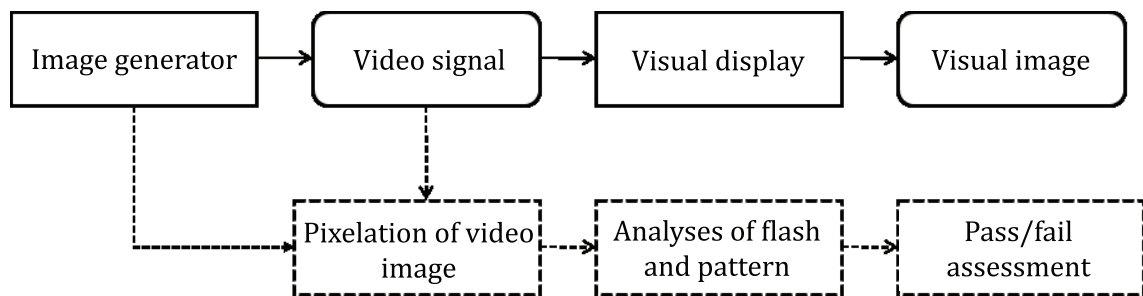 Image generator
Video signal
Visual display
Visual image
Pixelation of video
image
Analyses of flash
and pattern
Pass/fail
assessment